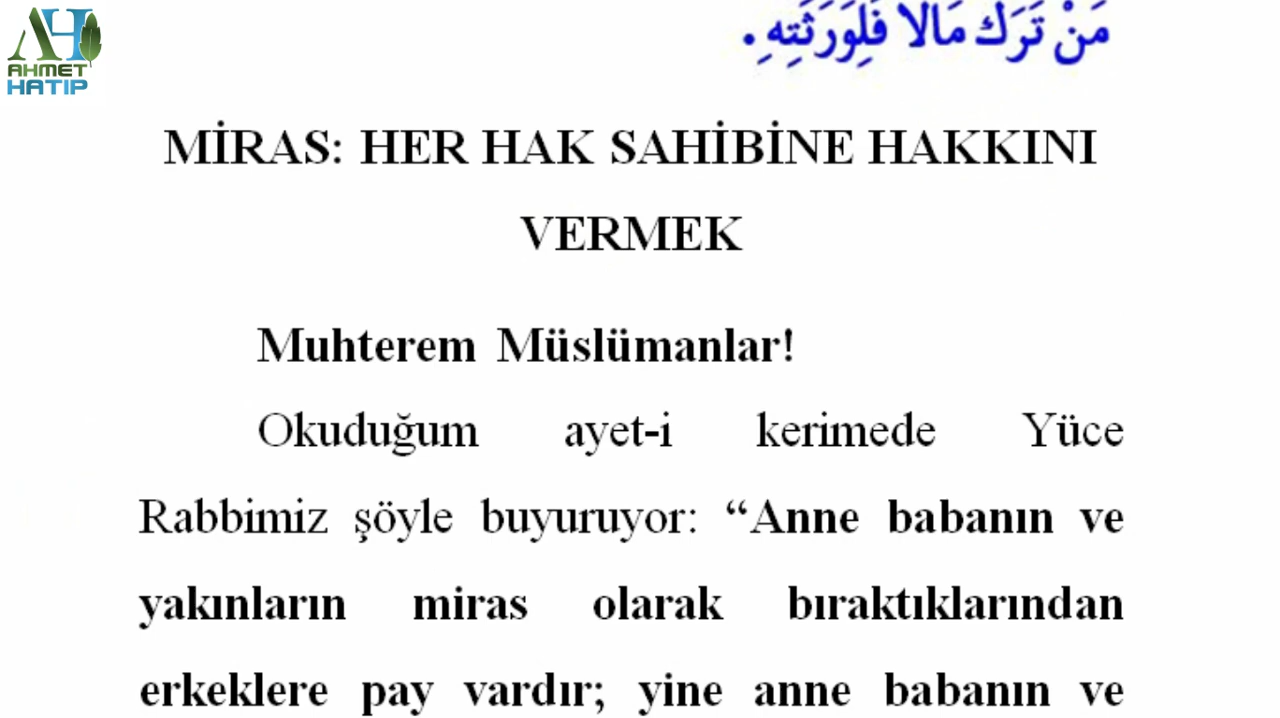 AHMET
HATIP
مَنْ تَرَكَ مَالًا فَلِوَرَثَتِهِ.
MİRAS: HER HAK SAHİBİNE HAKKINI
VERMEK
Muhterem Müslümanlar!
Okuduğum ayet-i kerimede Yüce
Rabbimiz şöyle buyuruyor: “Anne babanın ve
yakınların miras olarak bıraktıklarından
erkeklere pay vardır; yine anne babanın ve